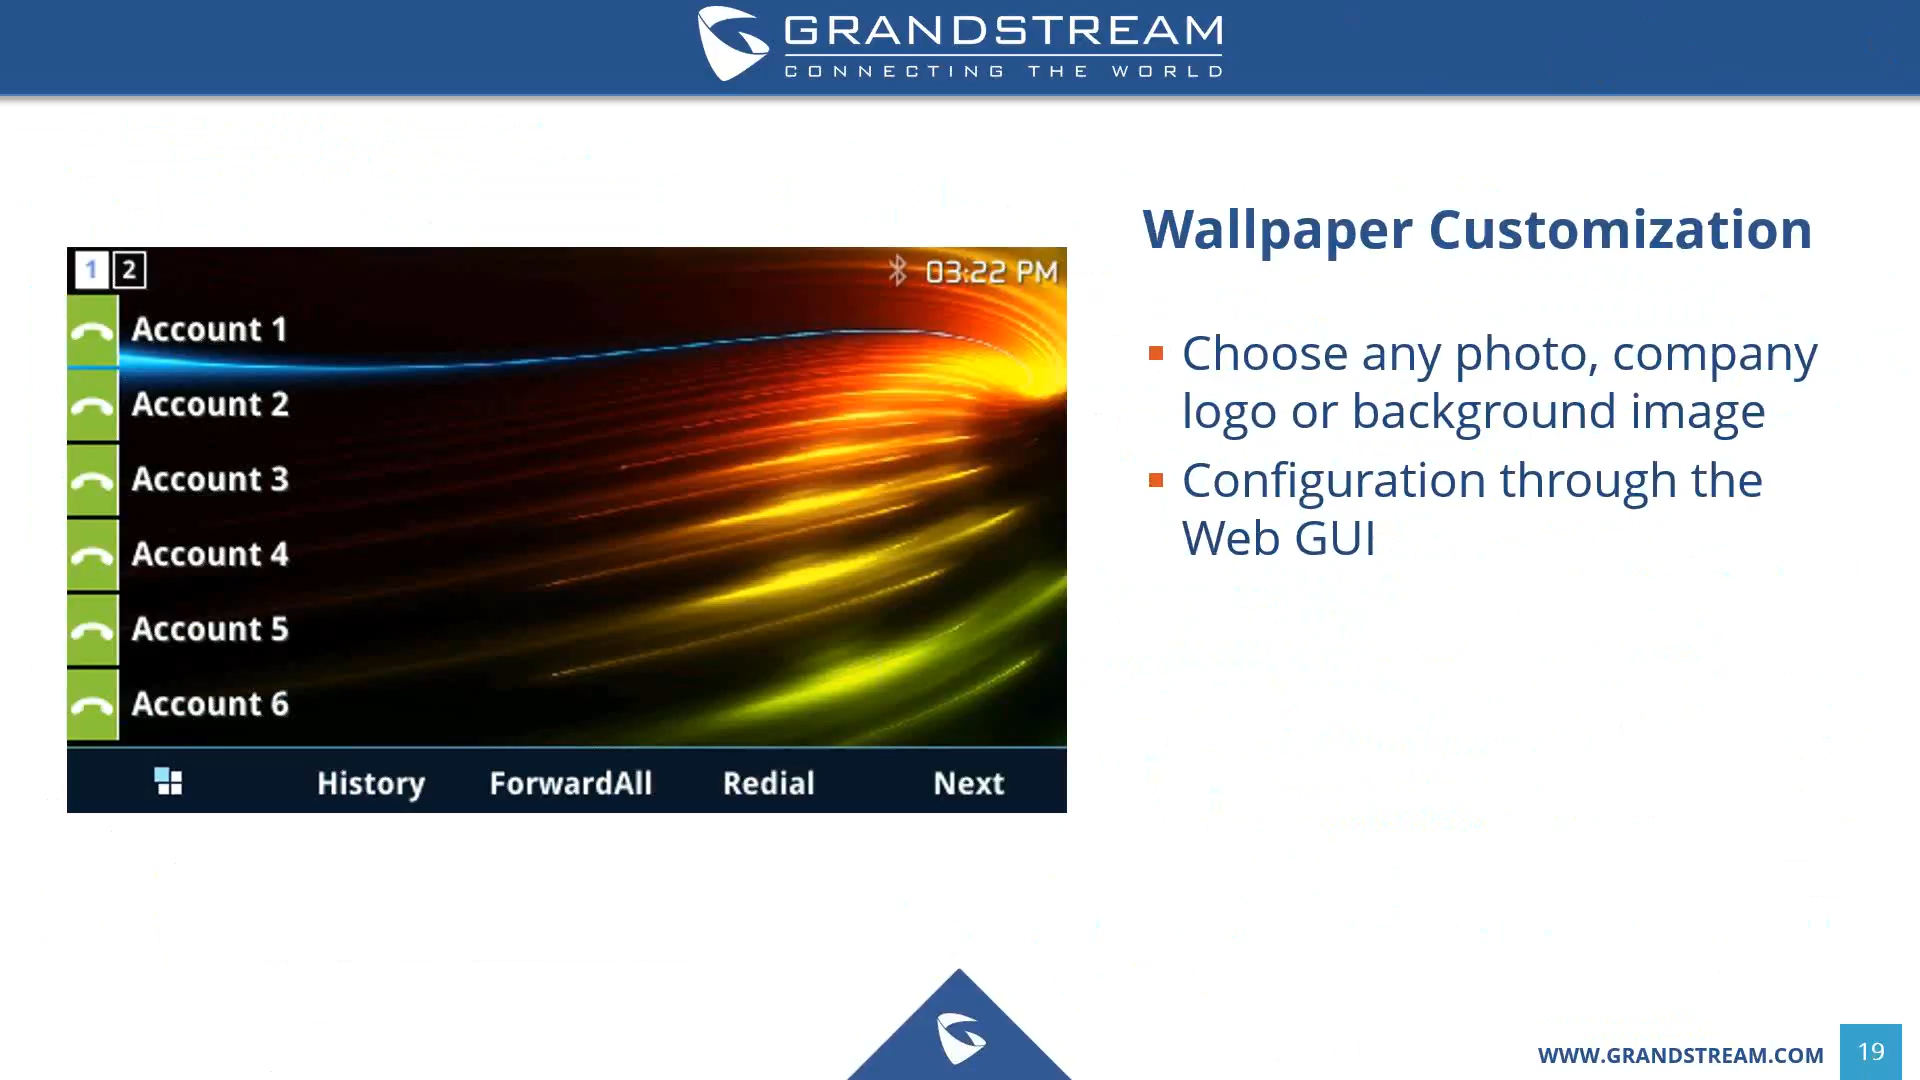 GRANDSTREAM
CONNECTING THE WORLD
1 2
03:22 PM
Account 1
Account 2
Account 3
Account 4
Account 5
Account 6
History ForwardAll Redial Next
Wallpaper Customization
Choose any photo, company
logo or background image
Configuration through the
Web GUI
WWW.GRANDSTREAM.COM
19